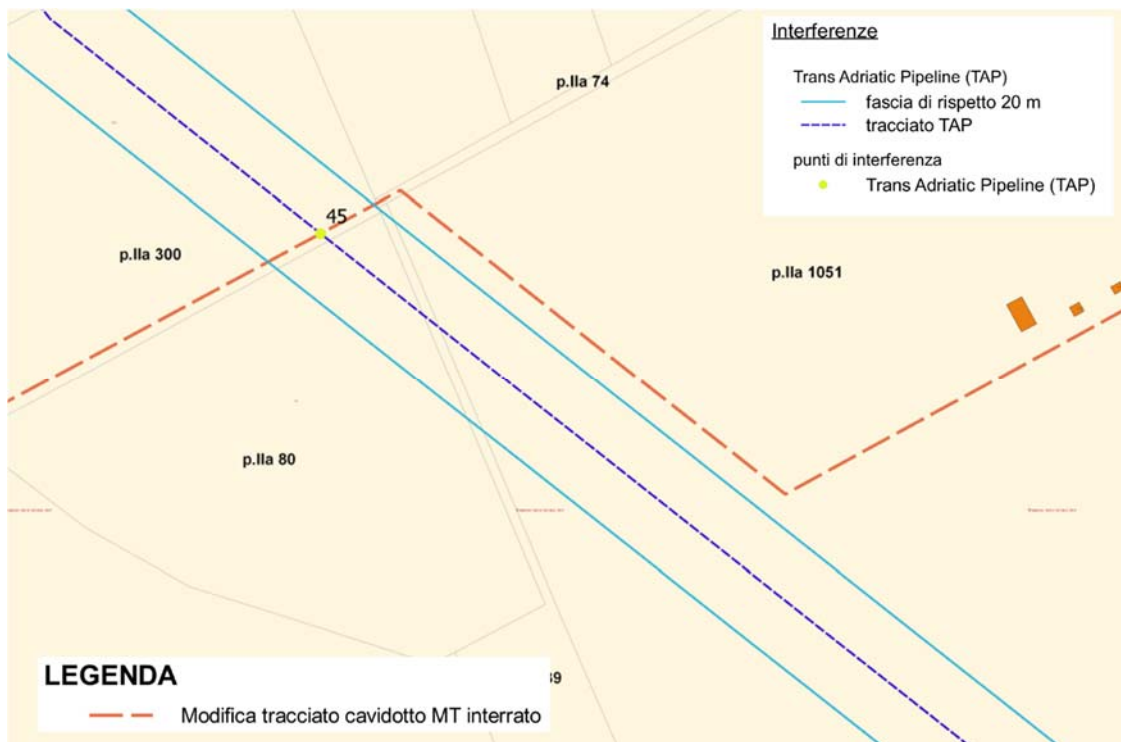 Interferenze
Trans Adriatic Pipeline (TAP)
fascia di rispetto 20 m
tracciato TAP
punti di interferenza
Trans Adriatic Pipeline (TAP)
p.lla 74
45
p.lla 300
p.lla 1051
p.lla 80
39
LEGENDA
Modifica tracciato cavidotto MT interrato